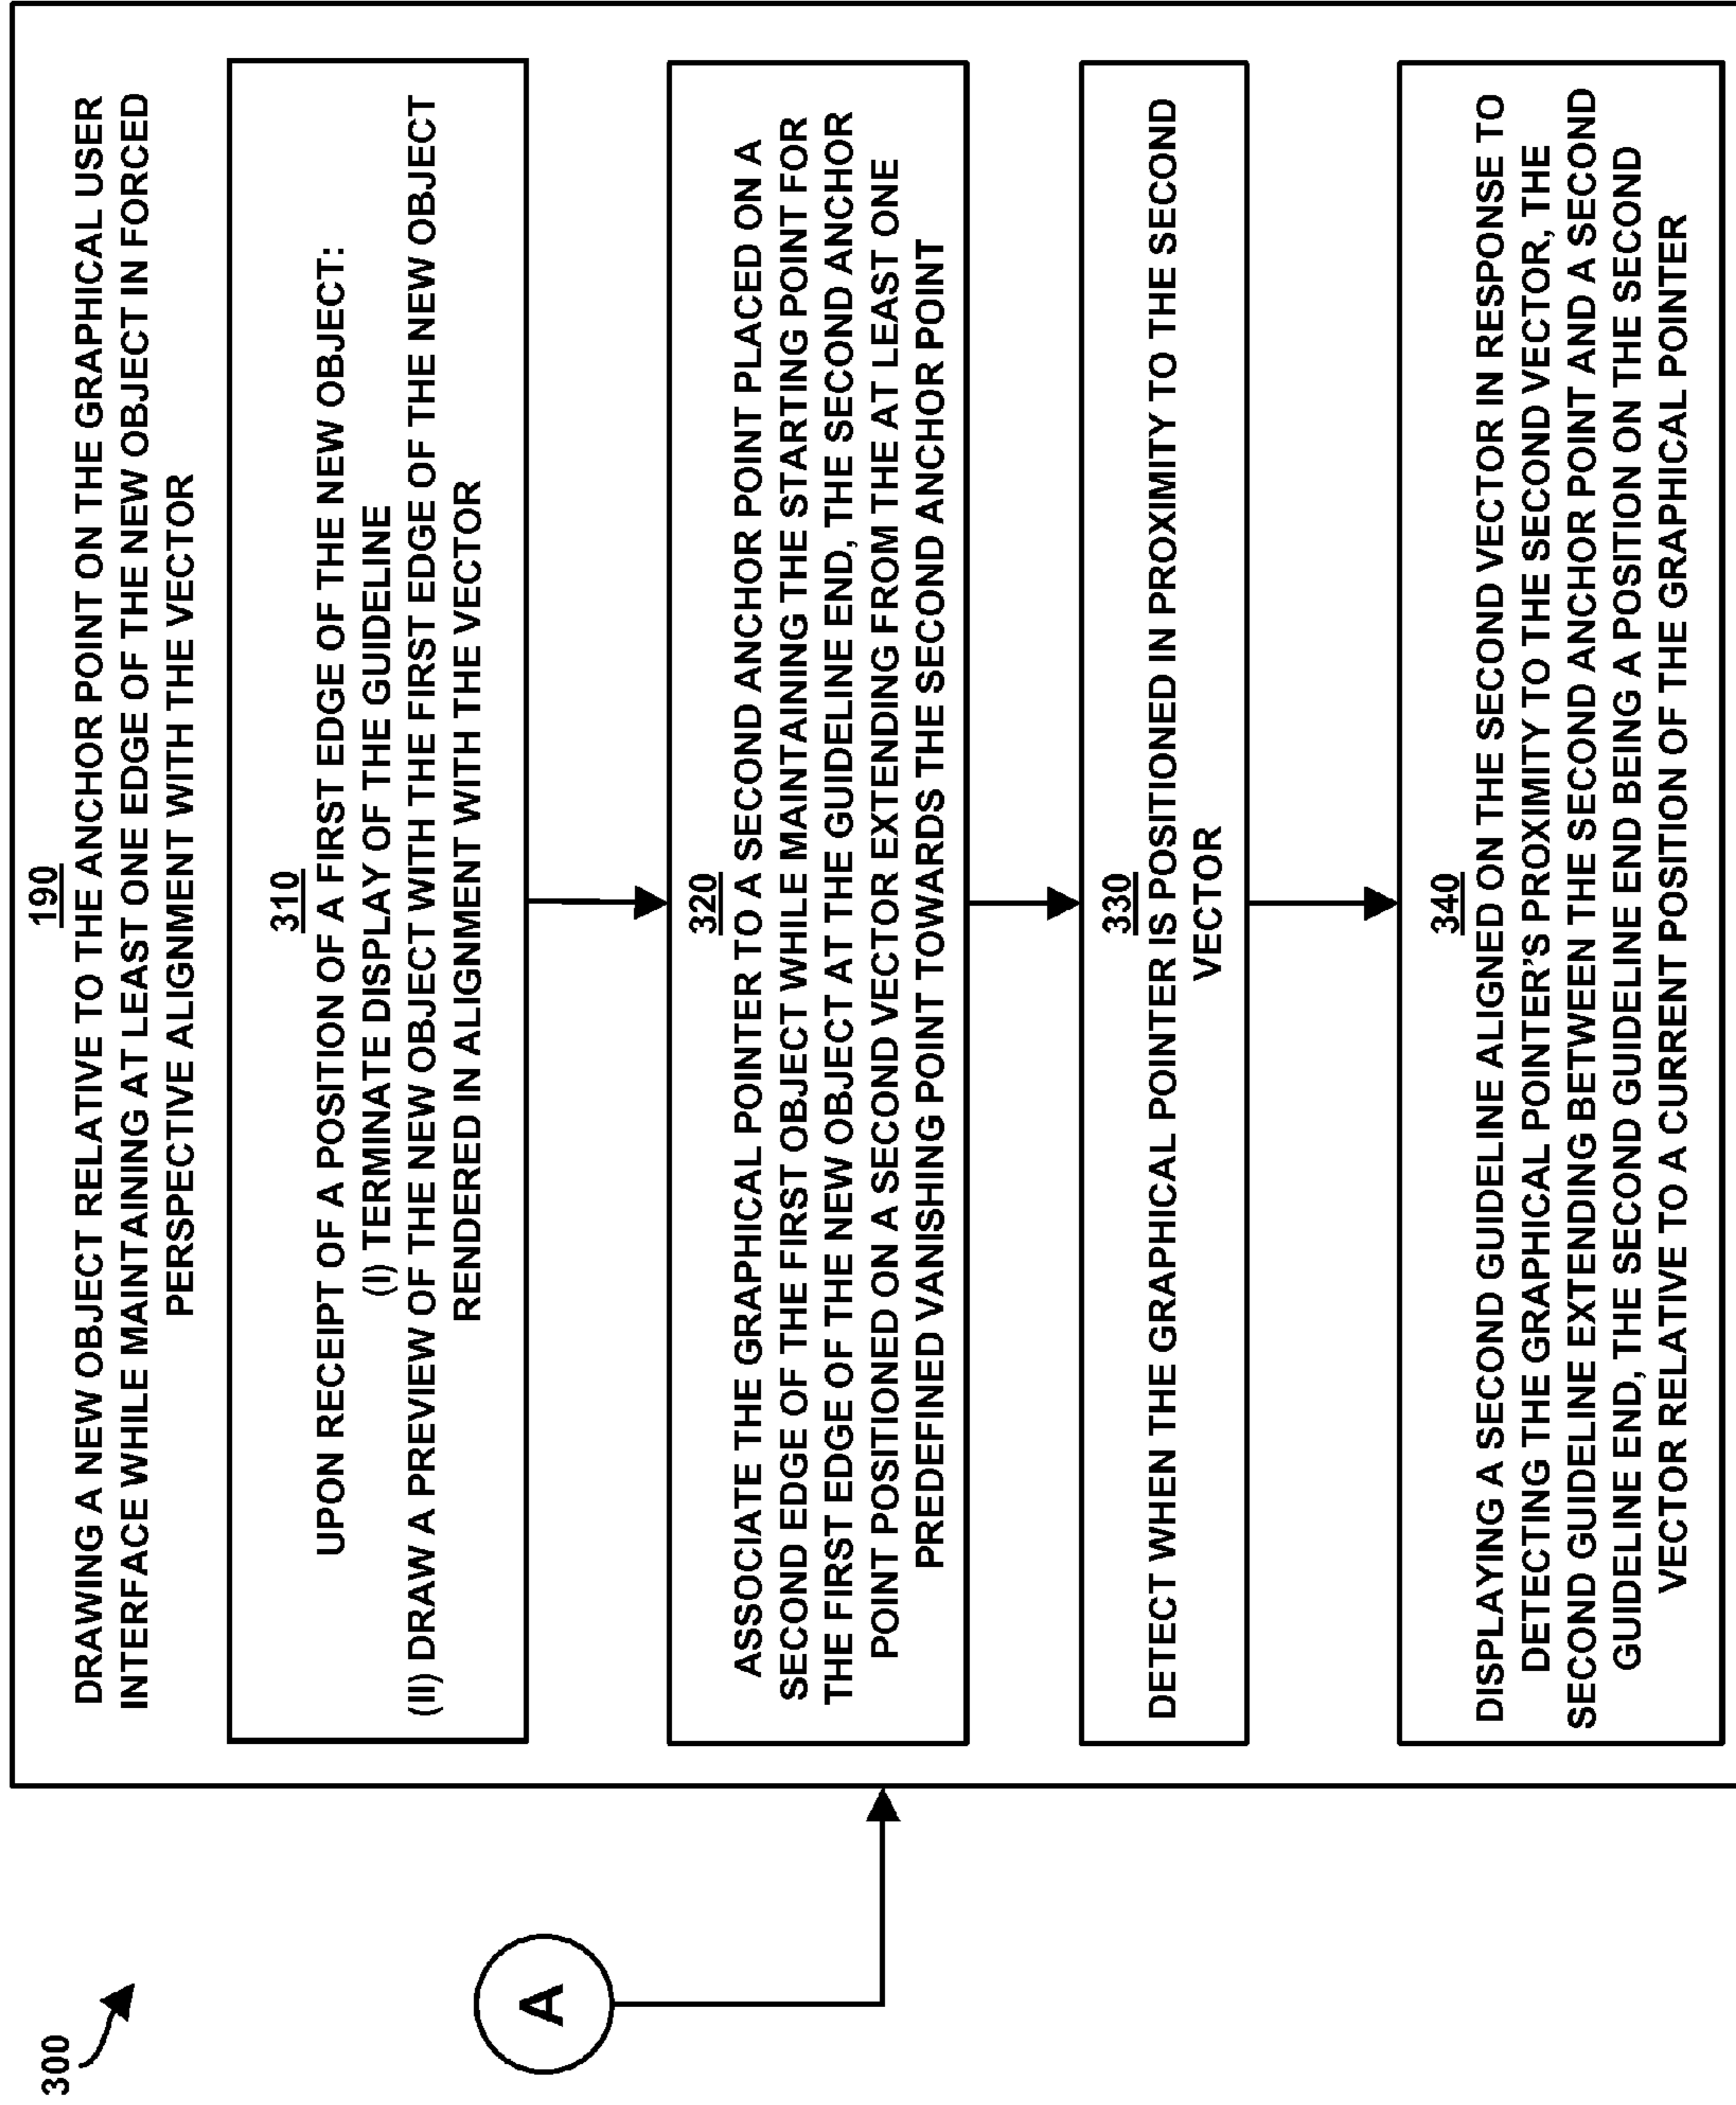 300
A
190
DRAWING A NEW OBJECT RELATIVE TO THE ANCHOR POINT ON THE GRAPHICAL USER
INTERFACE WHILE MAINTAINING AT LEAST ONE EDGE OF THE NEW OBJECT IN FORCED
PERSPECTIVE ALIGNMENT WITH THE VECTOR
310
UPON RECEIPT OF A POSITION OF A FIRST EDGE OF THE NEW OBJECT:
(I) TERMINATE DISPLAY OF THE GUIDELINE
(II) DRAW A PREVIEW OF THE NEW OBJECT WITH THE FIRST EDGE OF THE NEW OBJECT
RENDERED IN ALIGNMENT WITH THE VECTOR
320
ASSOCIATE THE GRAPHICAL POINTER TO A SECOND ANCHOR POINT PLACED ON A
SECOND EDGE OF THE FIRST OBJECT WHILE MAINTAINING THE STARTING POINT FOR
THE FIRST EDGE OF THE NEW OBJECT AT THE GUIDELINE END, THE SECOND ANCHOR
POINT POSITIONED ON A SECOND VECTOR EXTENDING FROM THE AT LEAST ONE
PREDEFINED VANISHING POINT TOWARDS THE SECOND ANCHOR POINT
330
DETECT WHEN THE GRAPHICAL POINTER IS POSITIONED IN PROXIMITY TO THE SECOND
VECTOR
340
DISPLAYING A SECOND GUIDELINE ALIGNED ON THE SECOND VECTOR IN RESPONSE TO
DETECTING THE GRAPHICAL POINTER'S PROXIMITY TO THE SECOND VECTOR, THE
SECOND GUIDELINE EXTENDING BETWEEN THE SECOND ANCHOR POINT AND A SECOND
GUIDELINE END, THE SECOND GUIDELINE END BEING A POSITION ON THE SECOND
VECTOR RELATIVE TO A CURRENT POSITION OF THE GRAPHICAL POINTER